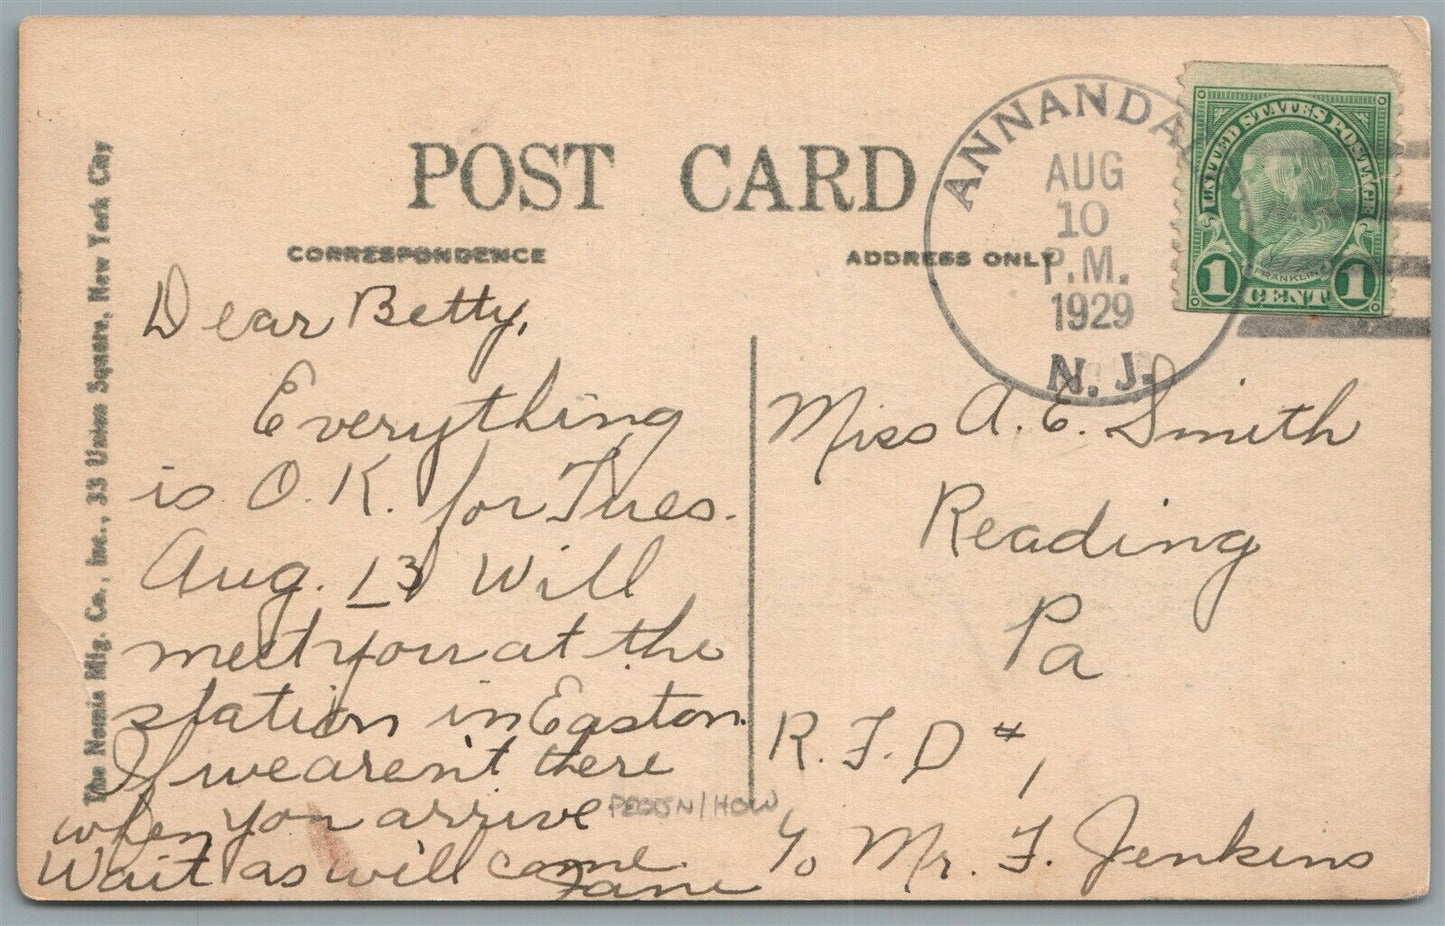 POST CARD
CORRESPONDENCE
ADDRESS ONLY
ANNANDA
AUG
10
P.M.
1929
N. J.
UNITED STATES POSTAGE
FRANKLIN
1 CENT 1
The Mfg. Co., Inc., 33 Union Square, New York City
Dear Betty,
Everything
is O.K. for Tues.
Aug. 13 Will
meet you at the
station in Easton.
If we aren't there
when you arrive
Wait as will come.
Jane
Miss A. E. Smith
Reading
Pa
R. F. D #1
c/o Mr. F. Jenkins